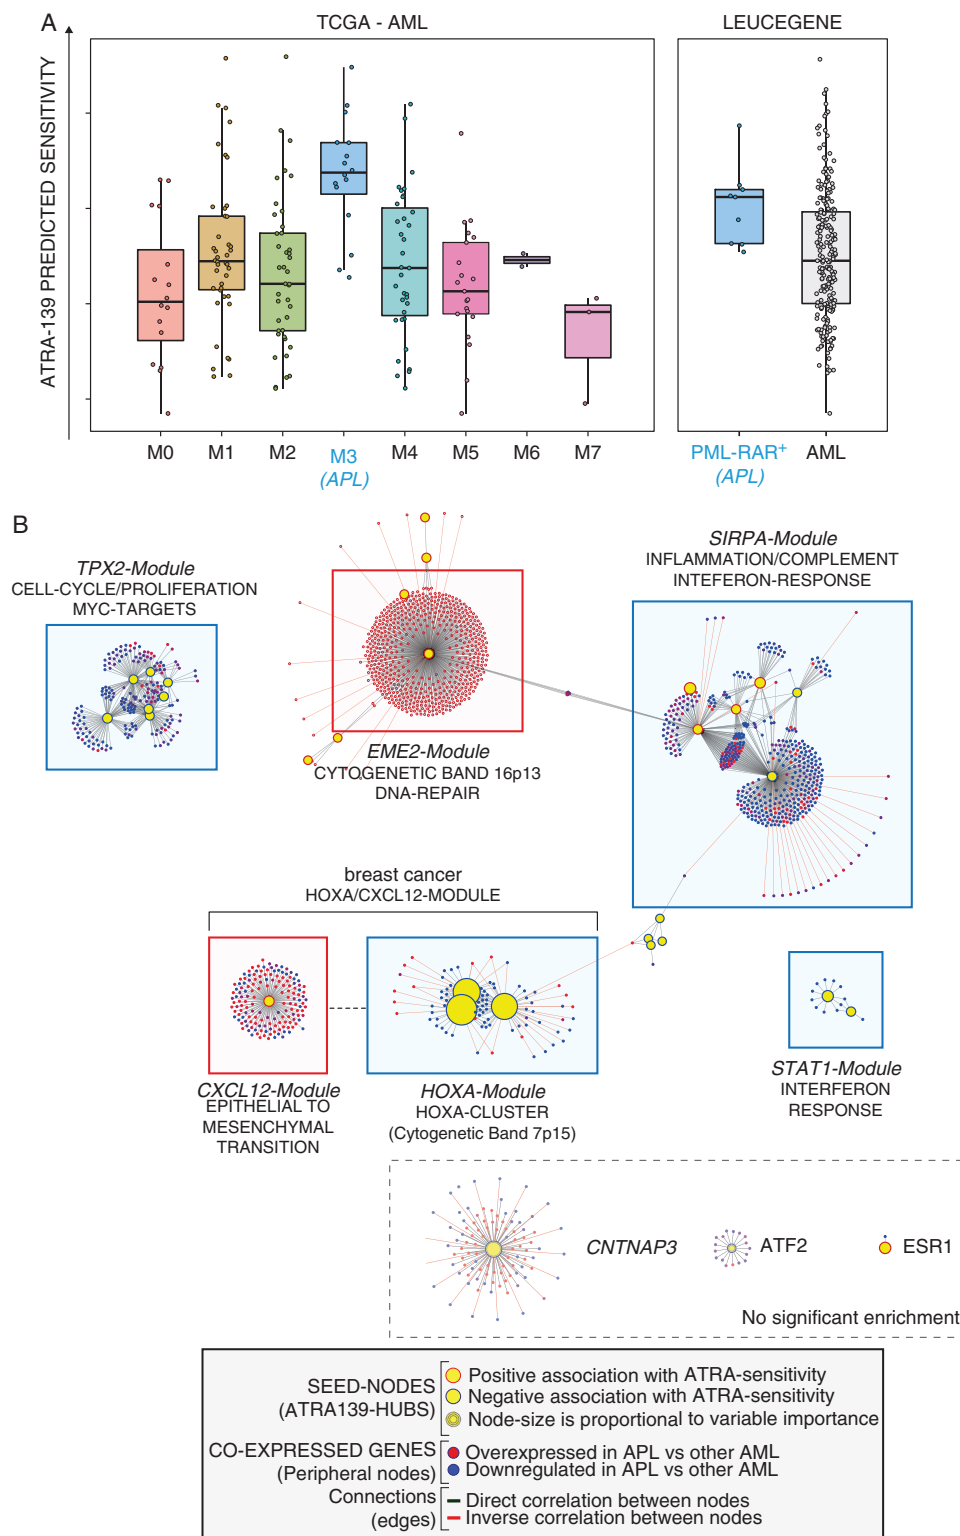 A
TCGA - AML
LEUCEGENE
ATRA-139 PREDICTED SENSITIVITY
M0
M1
M2
M3
(APL)
M4
M5
M6
M7
PML-RAR+
(APL)
AML
B
TPX2-Module
CELL-CYCLE/PROLIFERATION
MYC-TARGETS
SIRPA-Module
INFLAMMATION/COMPLEMENT
INTEFERON-RESPONSE
EME2-Module
CYTOGENETIC BAND 16p13
DNA-REPAIR
breast cancer
HOXA/CXCL12-MODULE
CXCL12-Module
EPITHELIAL TO
MESENCHYMAL
TRANSITION
HOXA-Module
HOXA-CLUSTER
(Cytogenetic Band 7p15)
STAT1-Module
INTERFERON
RESPONSE
CNTNAP3
ATF2
ESR1
No significant enrichment
SEED-NODES
(ATRA139-HUBS)
Positive association with ATRA-sensitivity
Negative association with ATRA-sensitivity
Node-size is proportional to variable importance
CO-EXPRESSED GENES
(Peripheral nodes)
Overexpressed in APL vs other AML
Downregulated in APL vs other AML
Connections
(edges)
Direct correlation between nodes
Inverse correlation between nodes